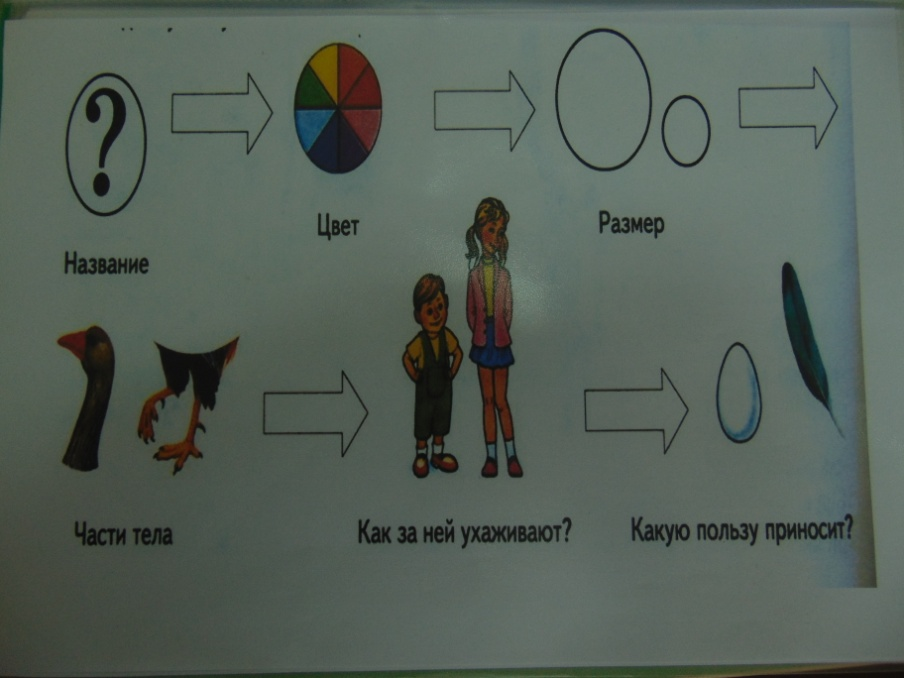 ?
Название
Цвет
Размер
Части тела
Как за ней ухаживают?
Какую пользу приносит?